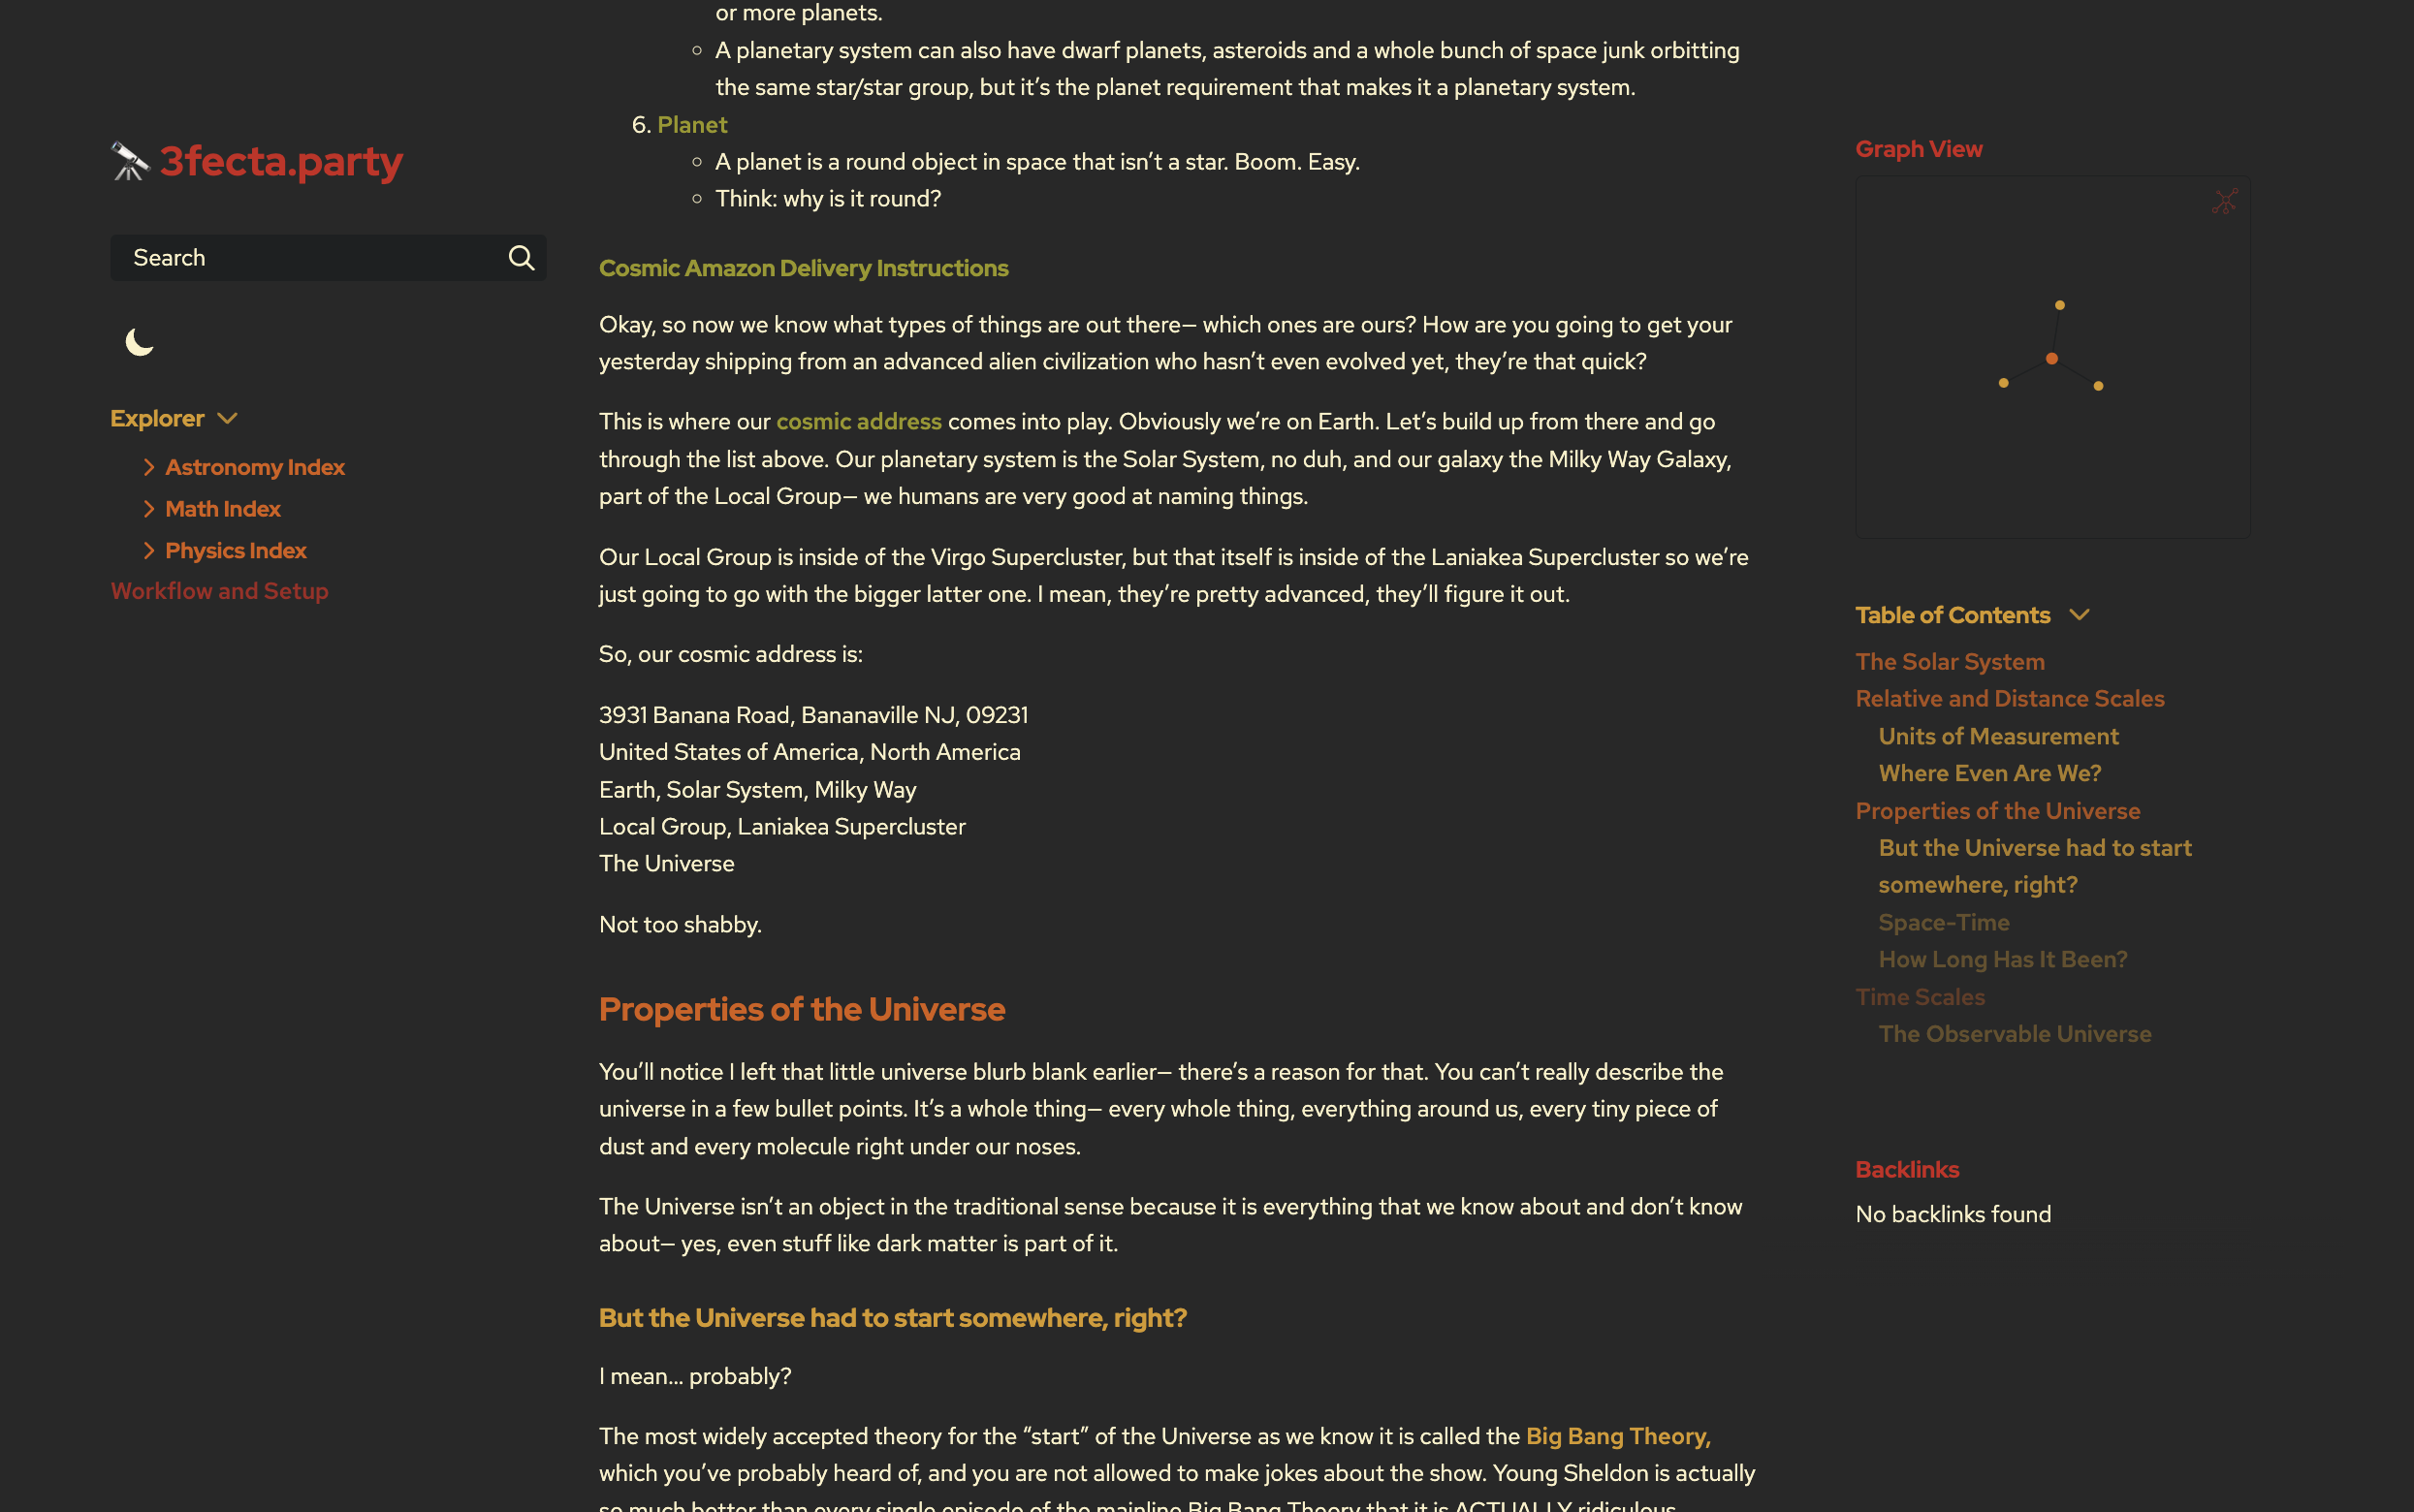 🔭 3fecta.party
Search
Explorer
Astronomy Index
Math Index
Physics Index
Workflow and Setup
or more planets.
◦ A planetary system can also have dwarf planets, asteroids and a whole bunch of space junk orbitting
the same star/star group, but it’s the planet requirement that makes it a planetary system.
6. Planet
◦ A planet is a round object in space that isn’t a star. Boom. Easy.
◦ Think: why is it round?
Cosmic Amazon Delivery Instructions
Okay, so now we know what types of things are out there— which ones are ours? How are you going to get your
yesterday shipping from an advanced alien civilization who hasn’t even evolved yet, they’re that quick?
This is where our cosmic address comes into play. Obviously we’re on Earth. Let’s build up from there and go
through the list above. Our planetary system is the Solar System, no duh, and our galaxy the Milky Way Galaxy,
part of the Local Group— we humans are very good at naming things.
Our Local Group is inside of the Virgo Supercluster, but that itself is inside of the Laniakea Supercluster so we’re
just going to go with the bigger latter one. I mean, they’re pretty advanced, they’ll figure it out.
So, our cosmic address is:
3931 Banana Road, Bananaville NJ, 09231
United States of America, North America
Earth, Solar System, Milky Way
Local Group, Laniakea Supercluster
The Universe
Not too shabby.
Properties of the Universe
You’ll notice I left that little universe blurb blank earlier— there’s a reason for that. You can’t really describe the
universe in a few bullet points. It’s a whole thing— every whole thing, everything around us, every tiny piece of
dust and every molecule right under our noses.
The Universe isn’t an object in the traditional sense because it is everything that we know about and don’t know
about— yes, even stuff like dark matter is part of it.
But the Universe had to start somewhere, right?
I mean… probably?
The most widely accepted theory for the “start” of the Universe as we know it is called the Big Bang Theory,
which you’ve probably heard of, and you are not allowed to make jokes about the show. Young Sheldon is actually
so much better than every single episode of the mainline Big Bang Theory that it is ACTUALLY ridiculous.
Graph View
Table of Contents
The Solar System
Relative and Distance Scales
Units of Measurement
Where Even Are We?
Properties of the Universe
But the Universe had to start
somewhere, right?
Space-Time
How Long Has It Been?
Time Scales
The Observable Universe
Backlinks
No backlinks found